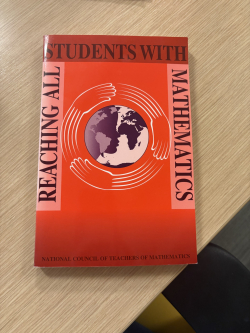 REACHING ALL
STUDENTS WITH
MATHEMATICS
NATIONAL COUNCIL OF TEACHERS OF MATHEMATICS